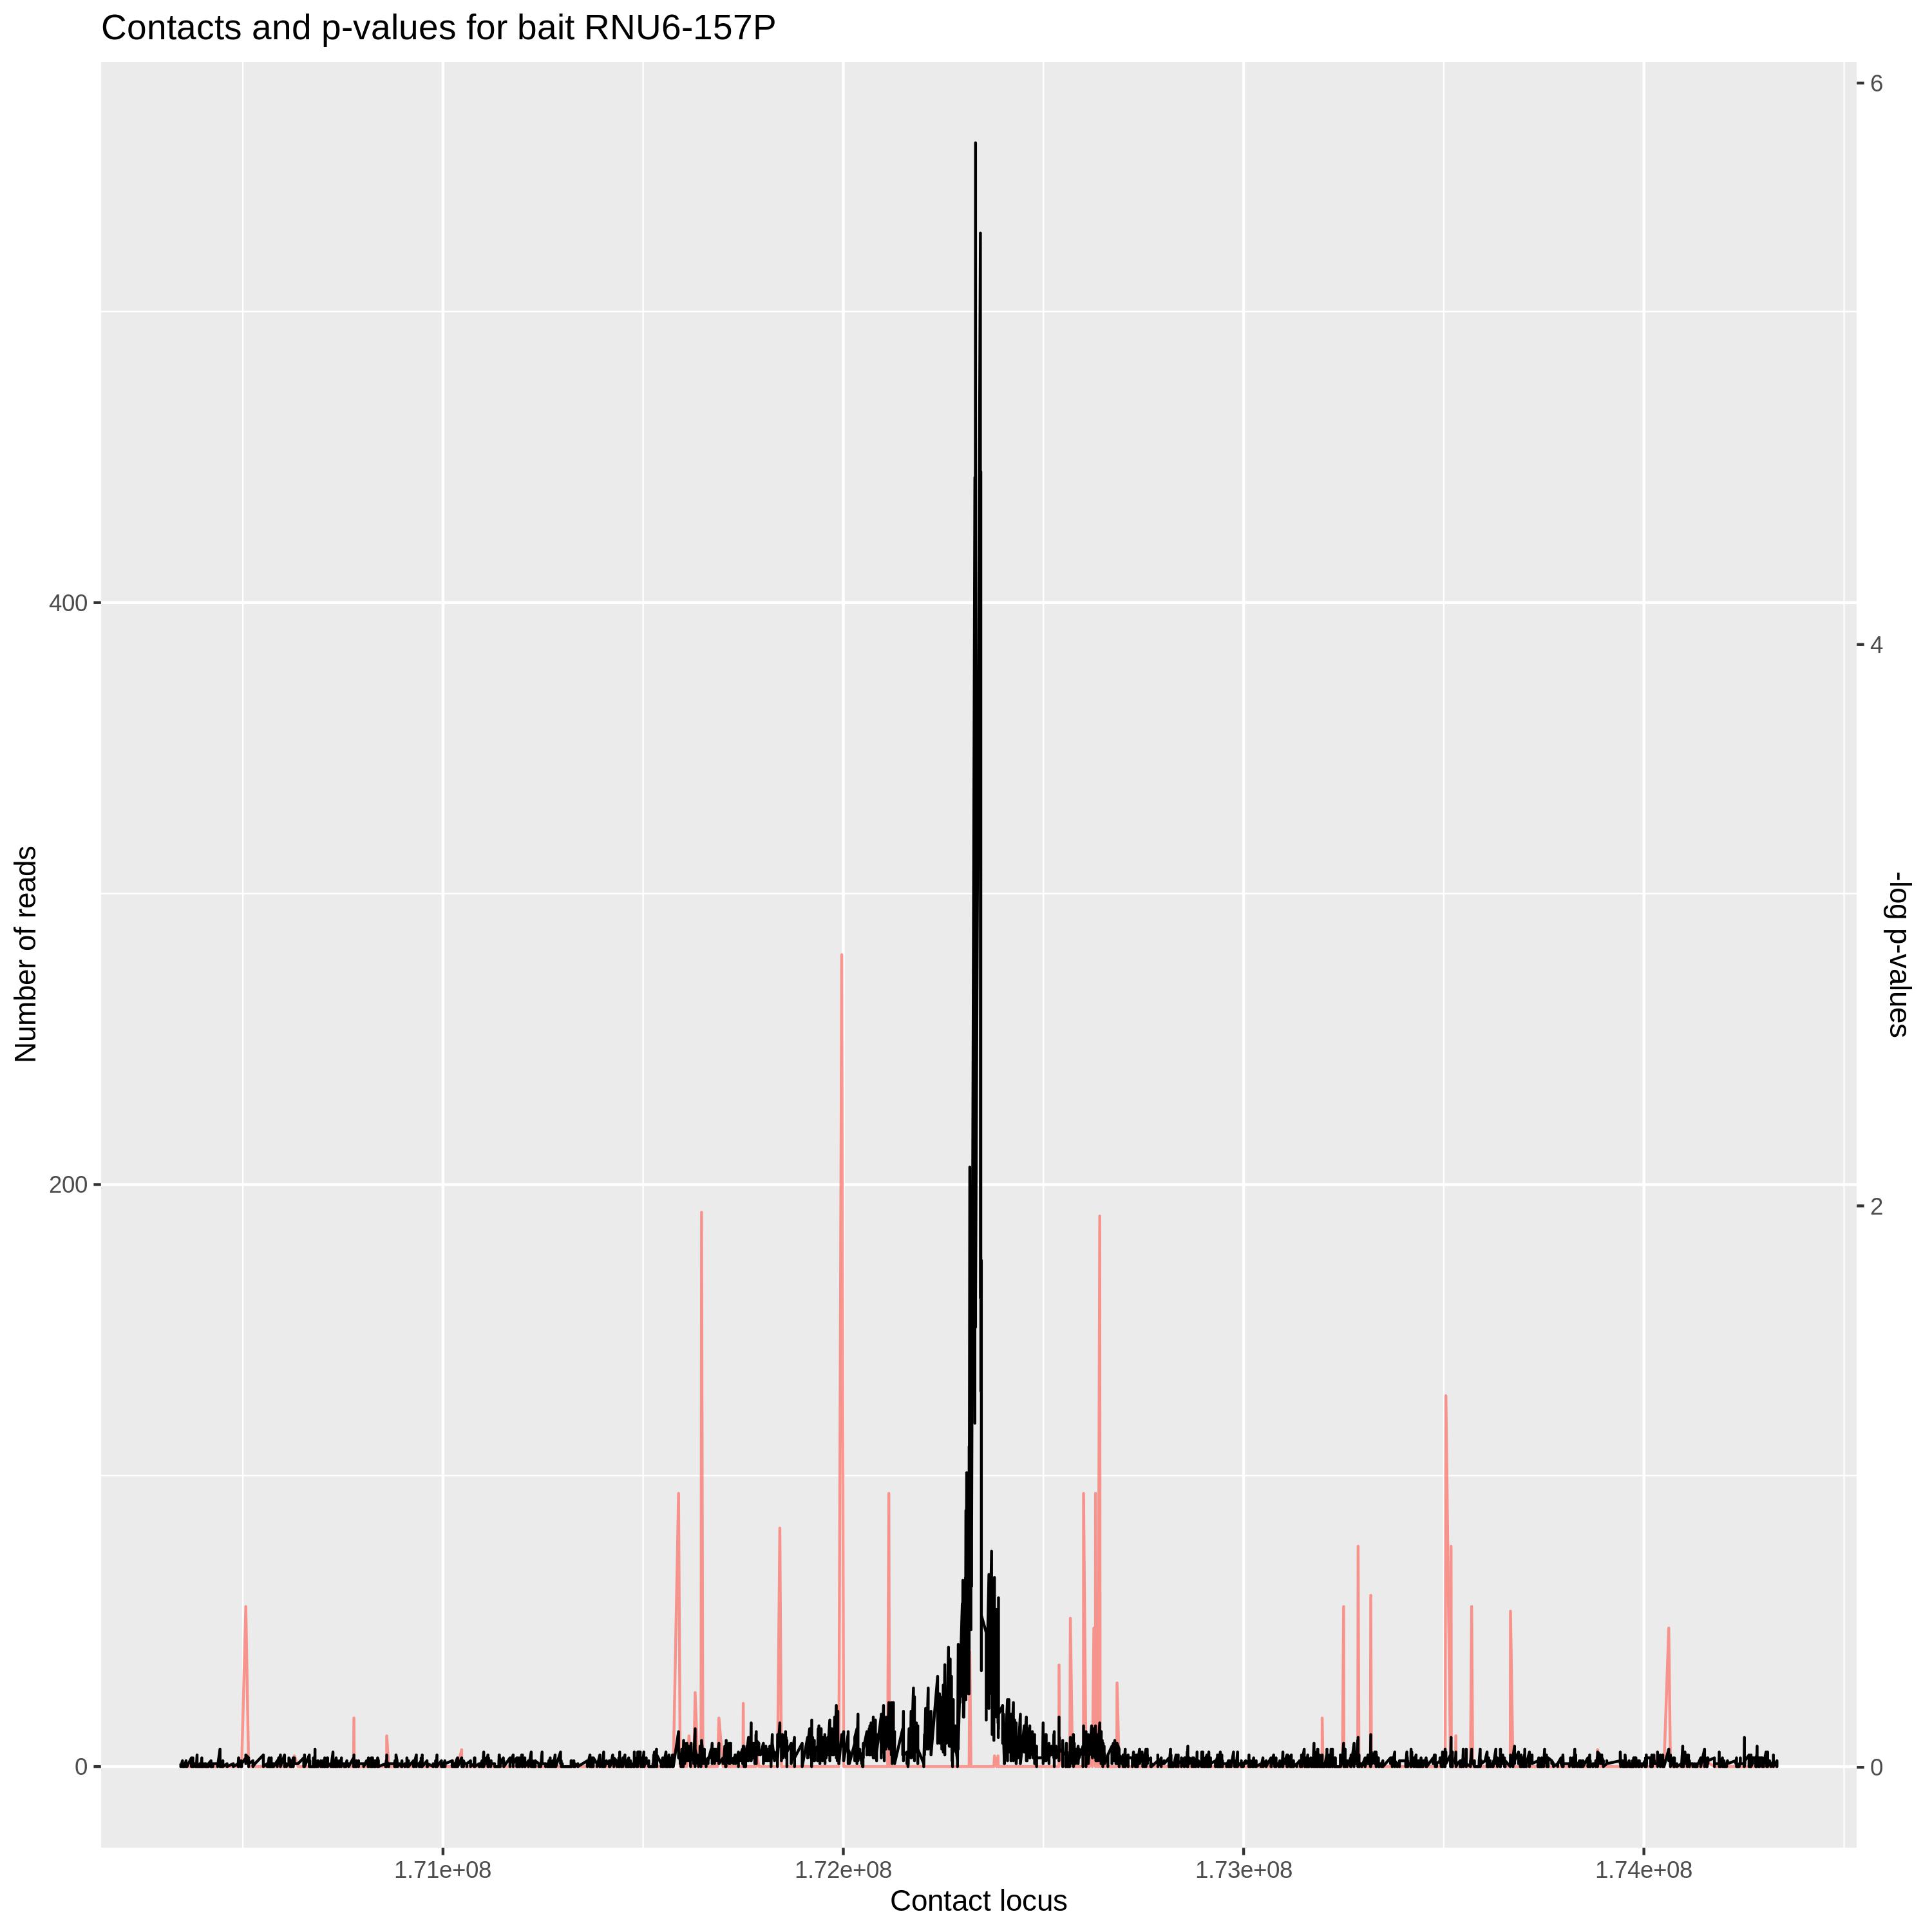 Contacts and p-values for bait RNU6-157P
6
400
4
Number of reads
-log p-values
200
2
0
0
1.71e+08
1.72e+08
1.73e+08
1.74e+08
Contact locus